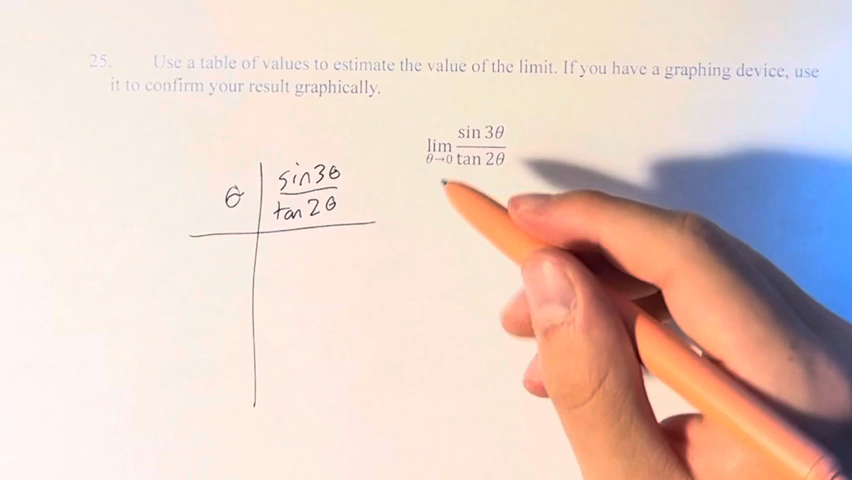 25. Use a table of values to estimate the value of the limit. If you have a graphing device, use
it to confirm your result graphically.
lim θ→0 sin 3θ / tan 2θ
θ | sin3θ / tan2θ